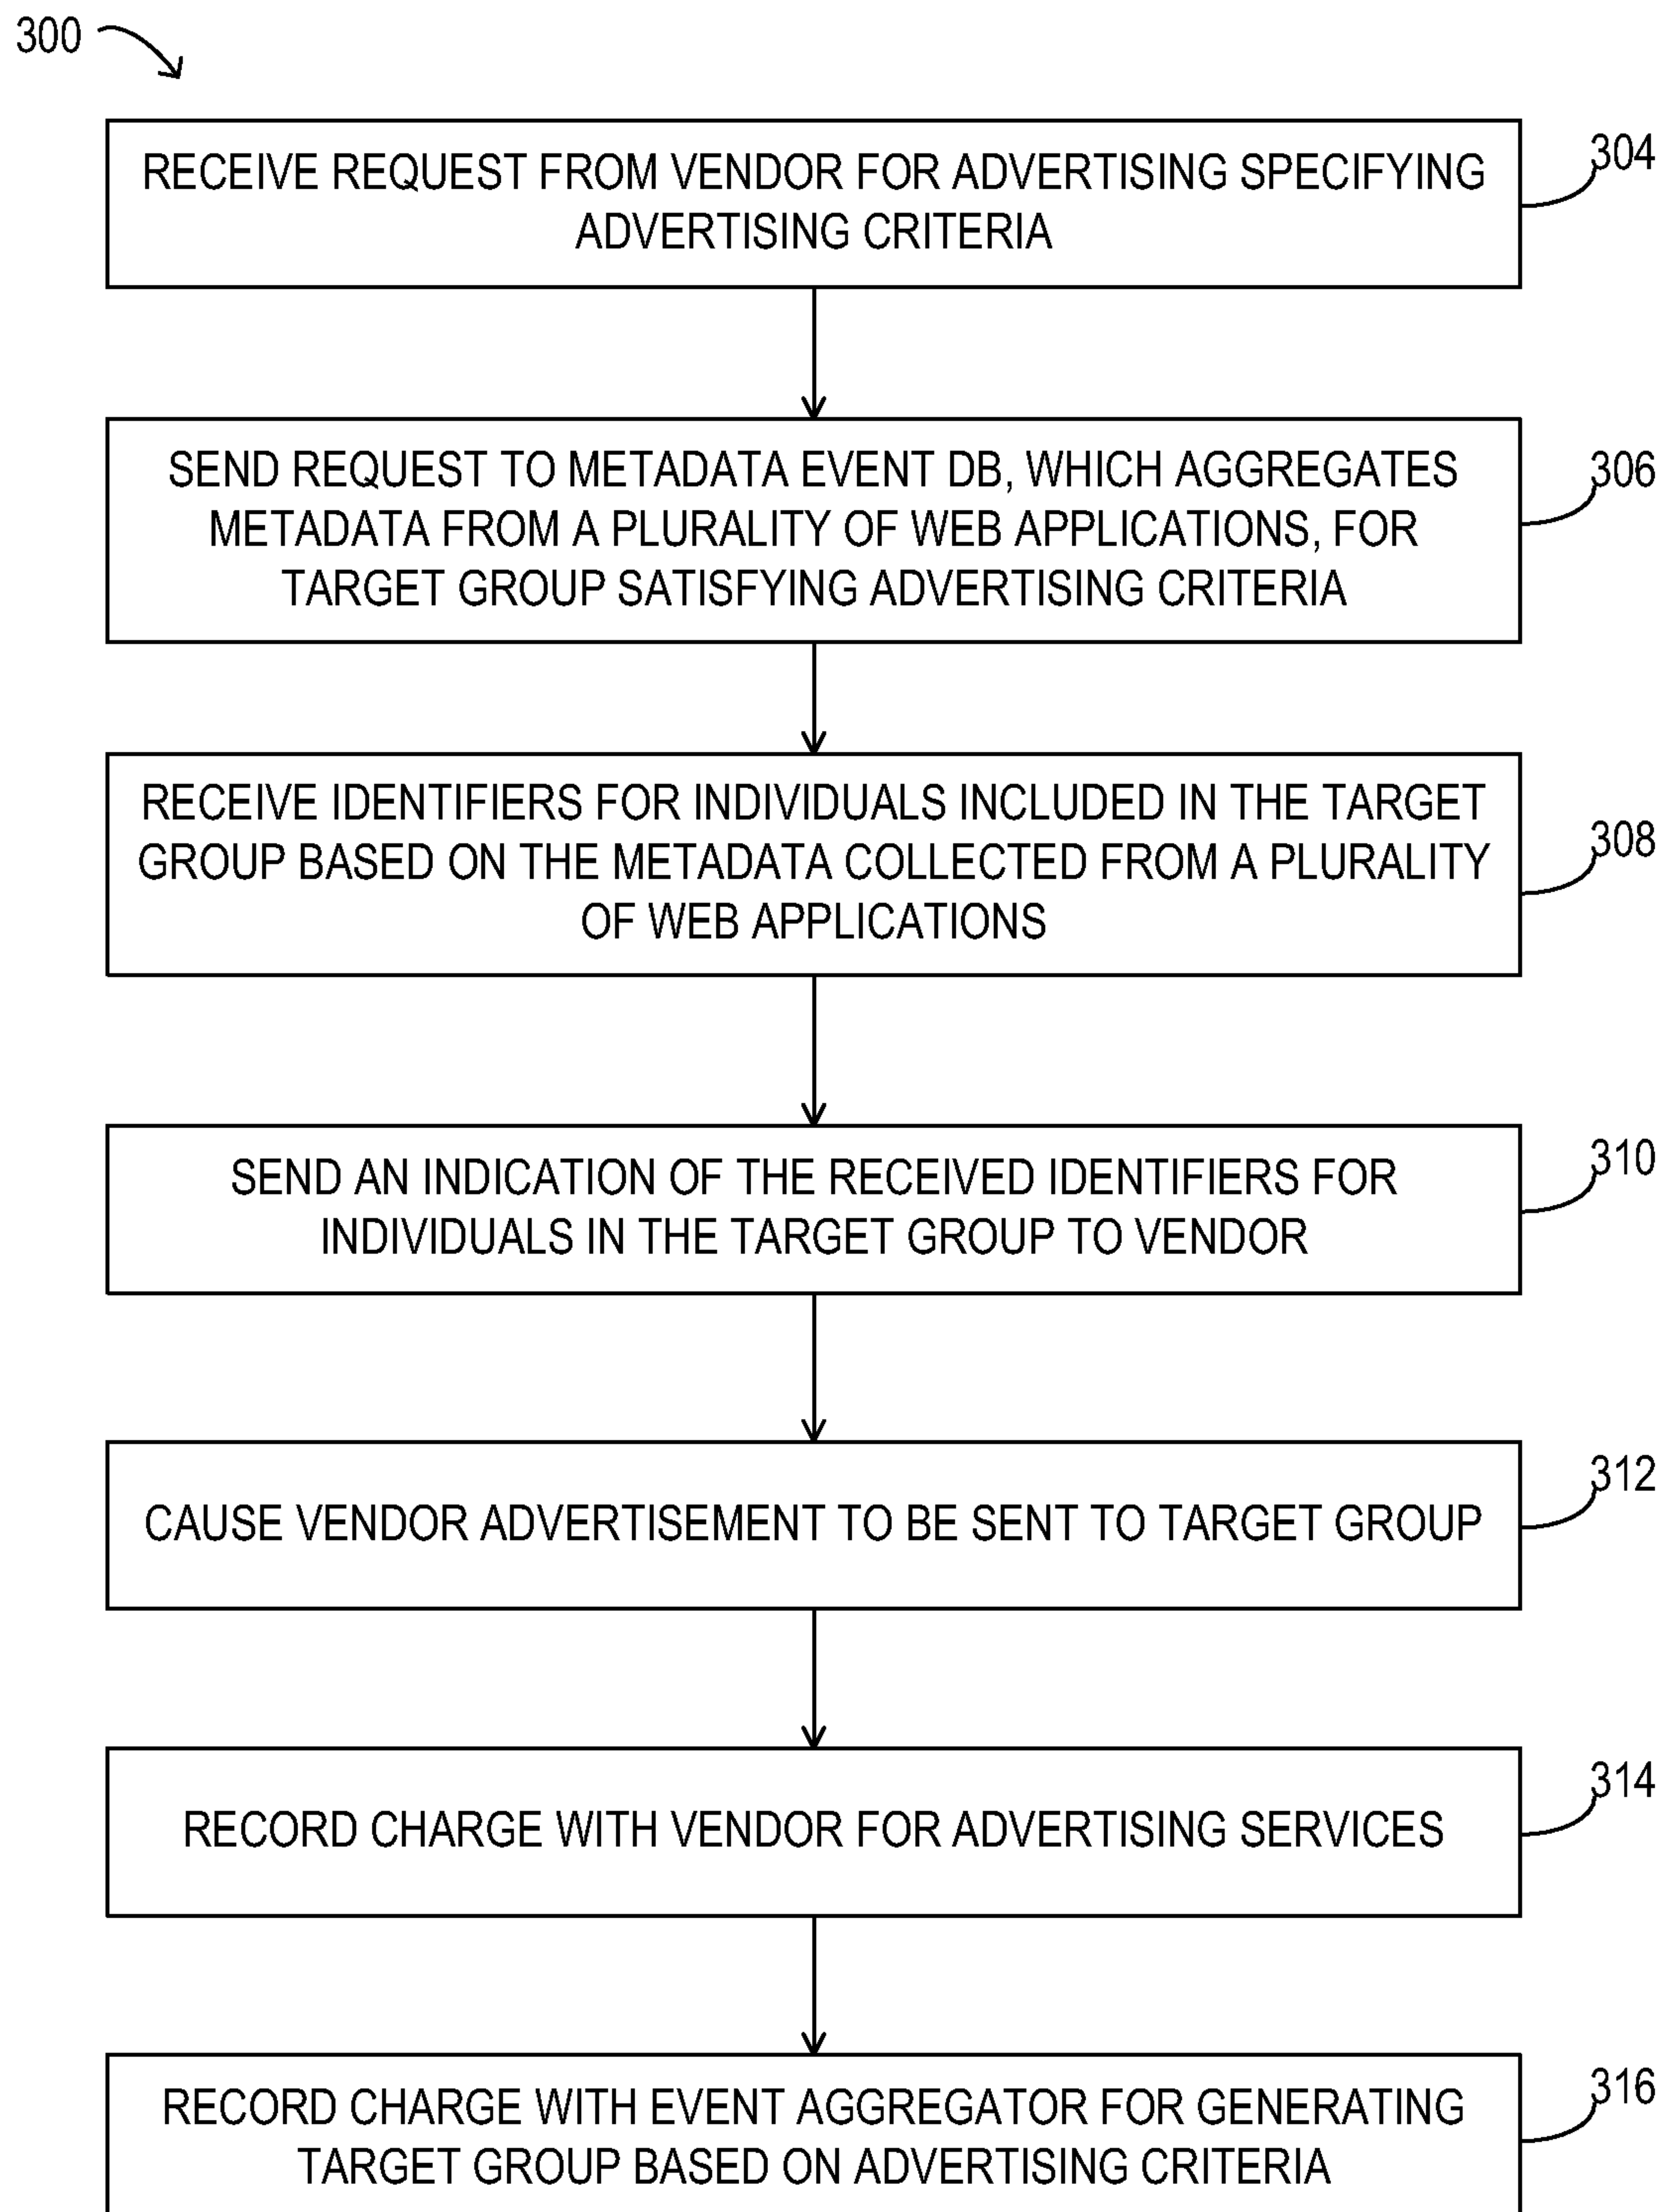 300
RECEIVE REQUEST FROM VENDOR FOR ADVERTISING SPECIFYING
ADVERTISING CRITERIA
304
SEND REQUEST TO METADATA EVENT DB, WHICH AGGREGATES
METADATA FROM A PLURALITY OF WEB APPLICATIONS, FOR
TARGET GROUP SATISFYING ADVERTISING CRITERIA
306
RECEIVE IDENTIFIERS FOR INDIVIDUALS INCLUDED IN THE TARGET
GROUP BASED ON THE METADATA COLLECTED FROM A PLURALITY
OF WEB APPLICATIONS
308
SEND AN INDICATION OF THE RECEIVED IDENTIFIERS FOR
INDIVIDUALS IN THE TARGET GROUP TO VENDOR
310
CAUSE VENDOR ADVERTISEMENT TO BE SENT TO TARGET GROUP
312
RECORD CHARGE WITH VENDOR FOR ADVERTISING SERVICES
314
RECORD CHARGE WITH EVENT AGGREGATOR FOR GENERATING
TARGET GROUP BASED ON ADVERTISING CRITERIA
316